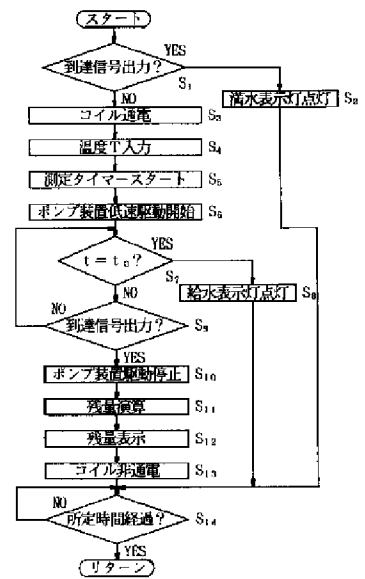 スタート
到達信号出力?
YES
S₁
NO
満水表示灯点灯
S₂
コイル通電
S₃
温度T入力
S₄
測定タイマースタート
S₅
ポンプ装置低速駆動開始
S₆
t=t₀?
YES
S₇
NO
給水表示灯点灯
S₈
NO
到達信号出力?
S₉
YES
ポンプ装置駆動停止
S₁₀
残量演算
S₁₁
残量表示
S₁₂
コイル非通電
S₁₃
NO
所定時間経過?
S₁₄
YES
リターン